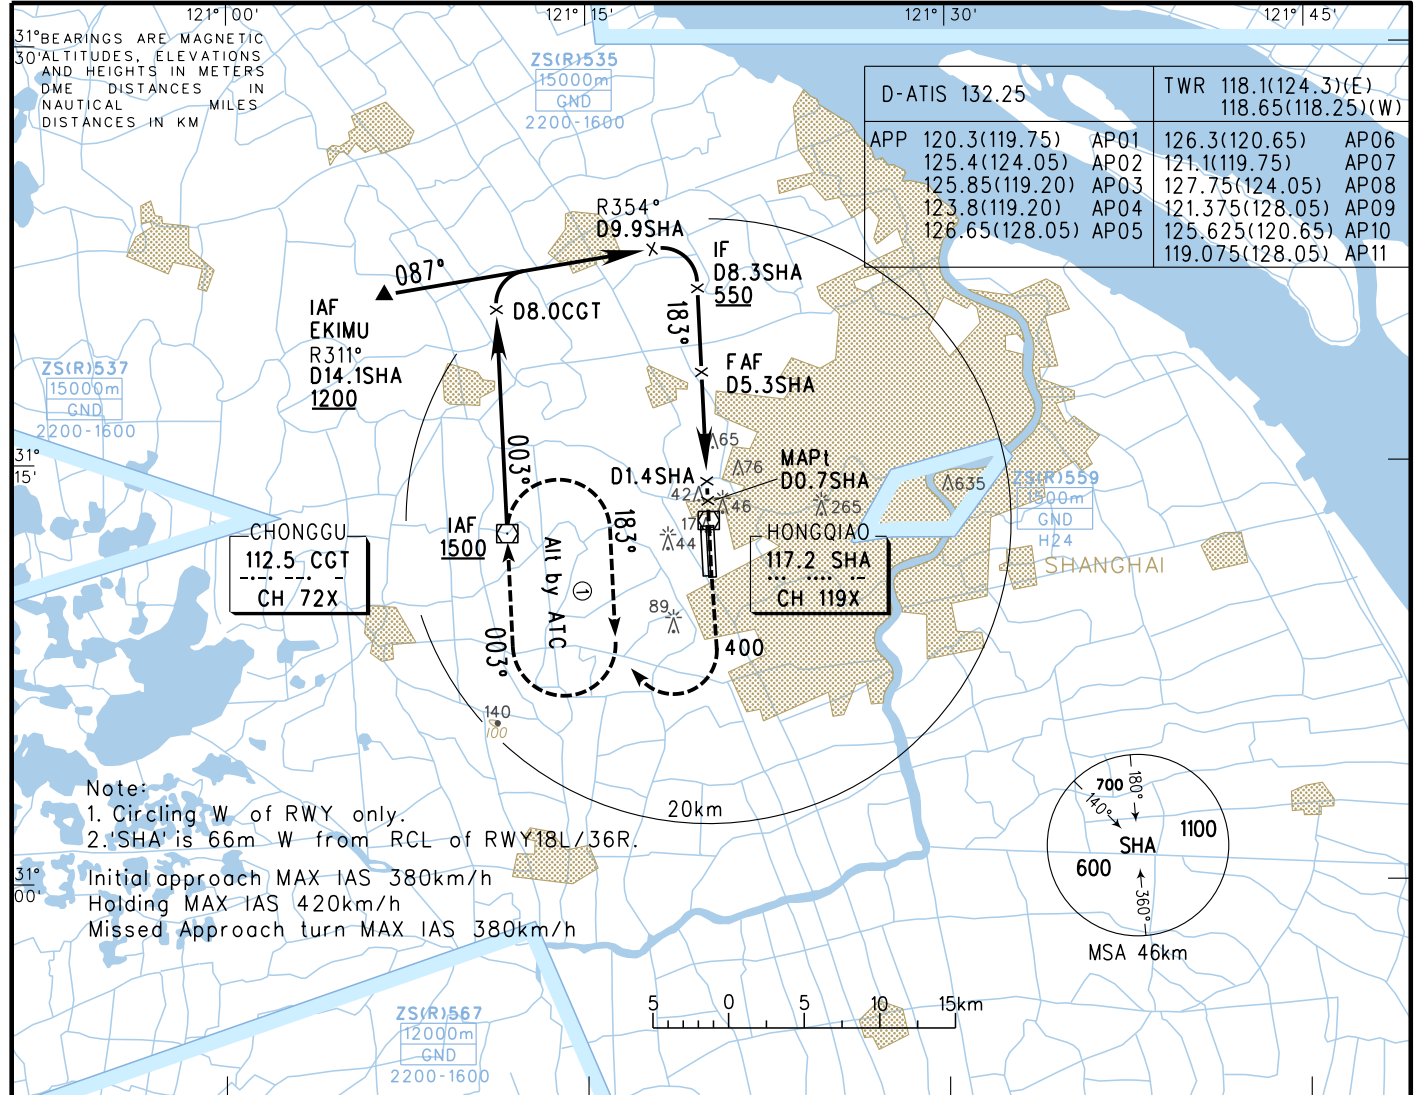 121° 00'
121° 15'
121° 30'
121° 45'
31°
30'
BEARINGS ARE MAGNETIC
ALTITUDES, ELEVATIONS
AND HEIGHTS IN METERS
DME DISTANCES IN
NAUTICAL MILES
DISTANCES IN KM
ZS(R)535
15000m
GND
2200-1600
D-ATIS 132.25
TWR 118.1(124.3)(E)
118.65(118.25)(W)
APP 120.3(119.75) AP01
125.4(124.05) AP02
125.85(119.20) AP03
123.8(119.20) AP04
126.65(128.05) AP05
126.3(120.65) AP06
121.1(119.75) AP07
127.75(124.05) AP08
121.375(128.05) AP09
125.625(120.65) AP10
119.075(128.05) AP11
R354°
D9.9SHA
087°
IF
D8.3SHA
550
IAF
EKIMU
R311°
D14.1SHA
1200
D8.0CGT
183°
FAF
D5.3SHA
ZS(R)537
15000m
GND
2200-1600
31°
15'
003°
65
76
MAPt
D0.7SHA
D1.4SHA
42
46
265
635
17
44
ZS(R)559
1500m
GND
H24
CHONGGU
112.5 CGT
-·-· --· -
CH 72X
IAF
1500
183°
Alt by ATC
①
HONGQIAO
117.2 SHA
··· ···· ·-
CH 119X
SHANGHAI
89
003°
400
140
100
Note:
1. Circling W of RWY only.
2.'SHA' is 66m W from RCL of RWY18L/36R.
20km
Initial approach MAX IAS 380km/h
Holding MAX IAS 420km/h
Missed Approach turn MAX IAS 380km/h
31°
00'
700
180°
140°
SHA
1100
600
360°
MSA 46km
5 0 5 10 15km
ZS(R)567
12000m
GND
2200-1600